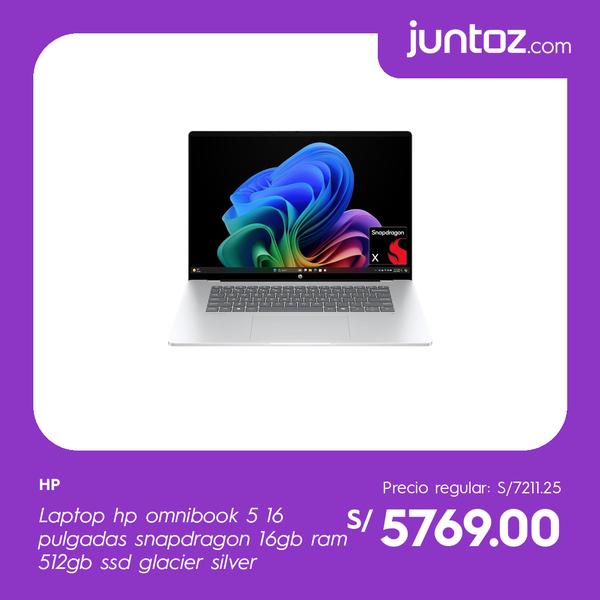 juntoz.com
Snapdragon
X
HP
Precio regular: S/7211.25
Laptop hp omnibook 5 16
pulgadas snapdragon 16gb ram
512gb ssd glacier silver
S/ 5769.00